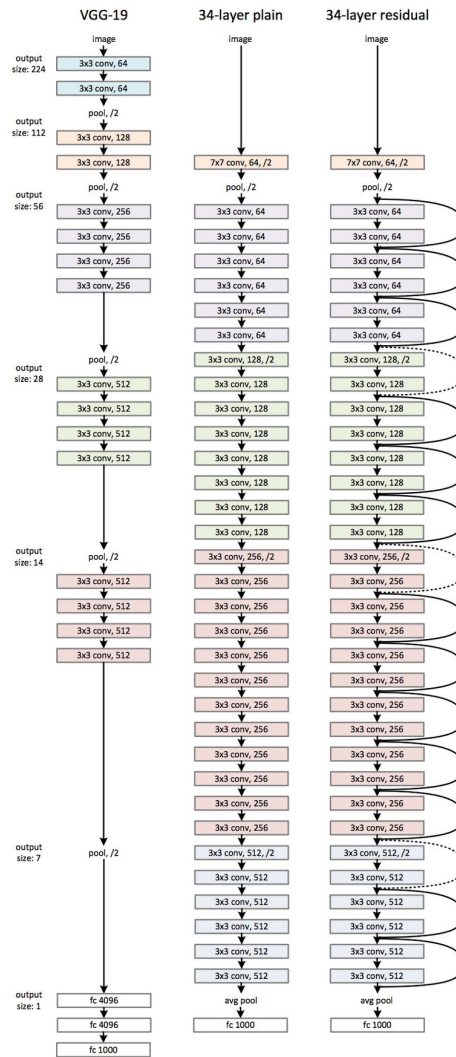 VGG-19
image
output
size: 224
3x3 conv, 64
3x3 conv, 64
pool, /2
output
size: 112
3x3 conv, 128
3x3 conv, 128
pool, /2
output
size: 56
3x3 conv, 256
3x3 conv, 256
3x3 conv, 256
3x3 conv, 256
pool, /2
output
size: 28
3x3 conv, 512
3x3 conv, 512
3x3 conv, 512
3x3 conv, 512
pool, /2
output
size: 14
3x3 conv, 512
3x3 conv, 512
3x3 conv, 512
3x3 conv, 512
output
size: 7
pool, /2
output
size: 1
fc 4096
fc 4096
fc 1000
34-layer plain
image
7x7 conv, 64, /2
pool, /2
3x3 conv, 64
3x3 conv, 64
3x3 conv, 64
3x3 conv, 64
3x3 conv, 64
3x3 conv, 64
3x3 conv, 128, /2
3x3 conv, 128
3x3 conv, 128
3x3 conv, 128
3x3 conv, 128
3x3 conv, 128
3x3 conv, 128
3x3 conv, 128
3x3 conv, 256, /2
3x3 conv, 256
3x3 conv, 256
3x3 conv, 256
3x3 conv, 256
3x3 conv, 256
3x3 conv, 256
3x3 conv, 256
3x3 conv, 256
3x3 conv, 256
3x3 conv, 256
3x3 conv, 256
3x3 conv, 512, /2
3x3 conv, 512
3x3 conv, 512
3x3 conv, 512
3x3 conv, 512
3x3 conv, 512
avg pool
fc 1000
34-layer residual
image
7x7 conv, 64, /2
pool, /2
3x3 conv, 64
3x3 conv, 64
3x3 conv, 64
3x3 conv, 64
3x3 conv, 64
3x3 conv, 64
3x3 conv, 128, /2
3x3 conv, 128
3x3 conv, 128
3x3 conv, 128
3x3 conv, 128
3x3 conv, 128
3x3 conv, 128
3x3 conv, 128
3x3 conv, 256, /2
3x3 conv, 256
3x3 conv, 256
3x3 conv, 256
3x3 conv, 256
3x3 conv, 256
3x3 conv, 256
3x3 conv, 256
3x3 conv, 256
3x3 conv, 256
3x3 conv, 256
3x3 conv, 256
3x3 conv, 512, /2
3x3 conv, 512
3x3 conv, 512
3x3 conv, 512
3x3 conv, 512
3x3 conv, 512
avg pool
fc 1000